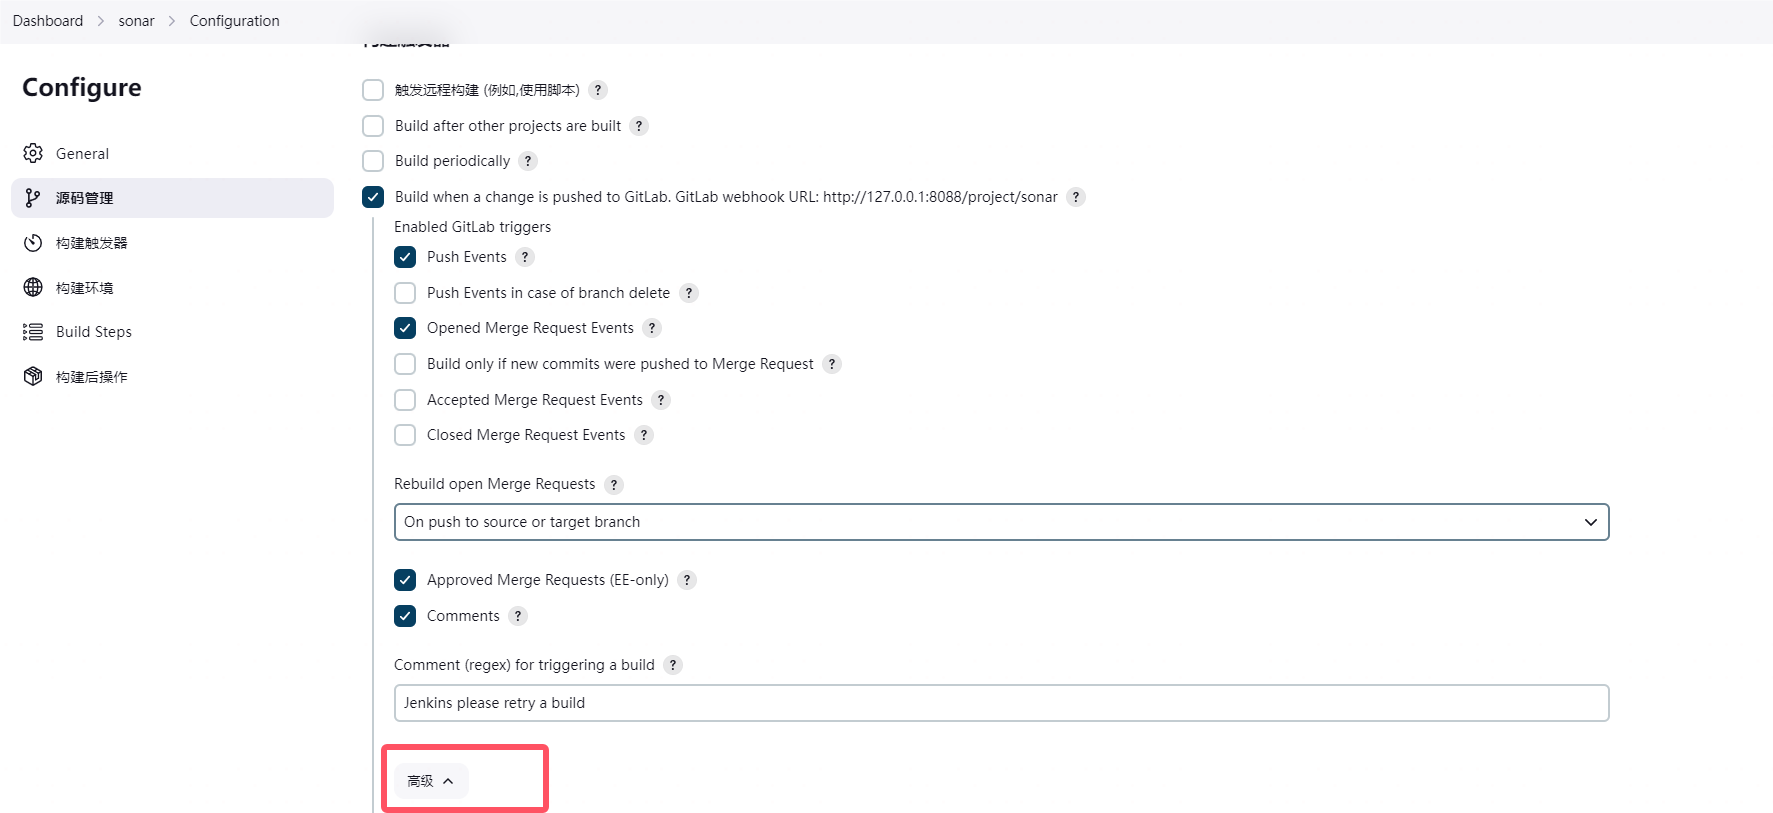 Dashboard > sonar > Configuration
Configure
General
源码管理
构建触发器
构建环境
Build Steps
构建后操作
构建触发器
触发远程构建 (例如,使用脚本) ?
Build after other projects are built ?
Build periodically ?
Build when a change is pushed to GitLab. GitLab webhook URL: http://127.0.0.1:8088/project/sonar ?
Enabled GitLab triggers
Push Events ?
Push Events in case of branch delete ?
Opened Merge Request Events ?
Build only if new commits were pushed to Merge Request ?
Accepted Merge Request Events ?
Closed Merge Request Events ?
Rebuild open Merge Requests ?
On push to source or target branch
Approved Merge Requests (EE-only) ?
Comments ?
Comment (regex) for triggering a build ?
Jenkins please retry a build
高级